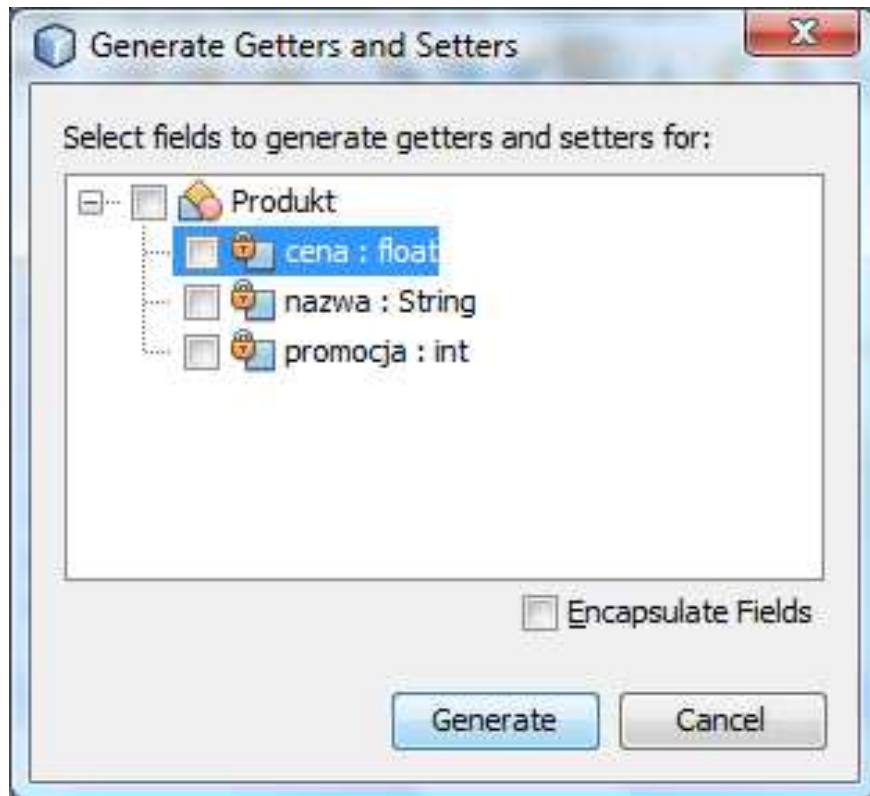 Generate Getters and Setters
Select fields to generate getters and setters for:
Produkt
cena : float
nazwa : String
promocja : int
Encapsulate Fields
Generate Cancel